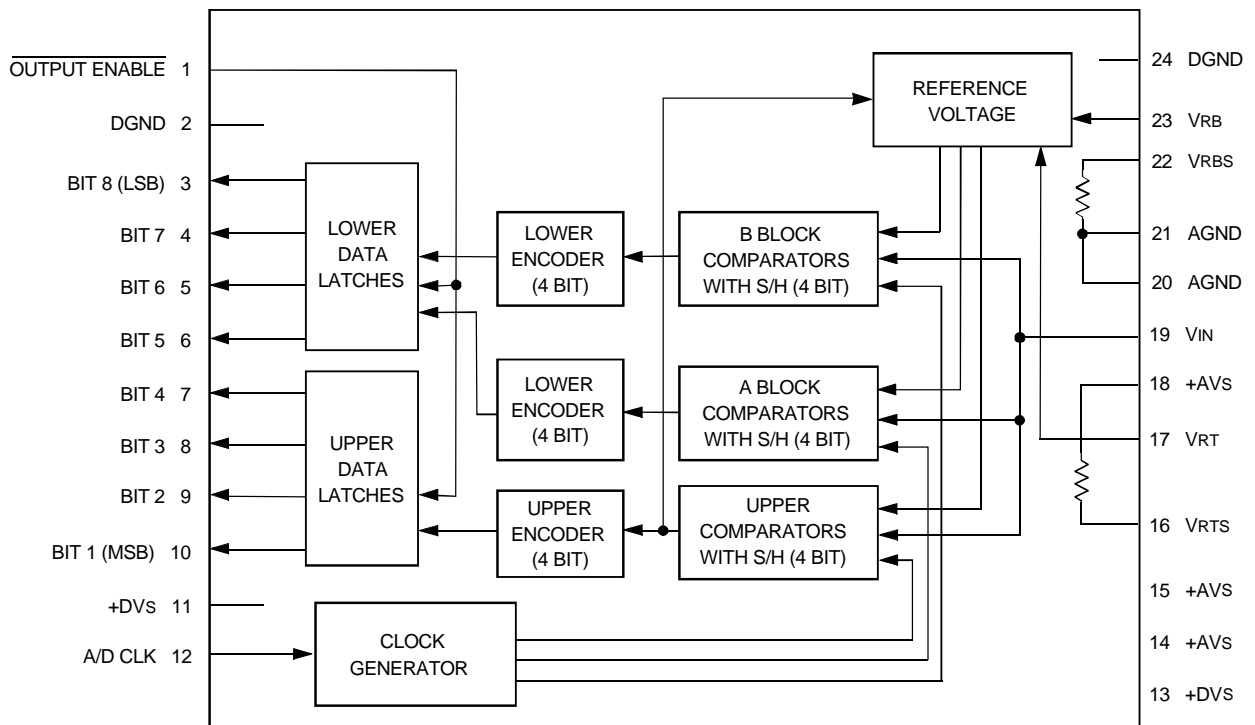 OUTPUT ENABLE 1
DGND 2
BIT 8 (LSB) 3
BIT 7 4
BIT 6 5
BIT 5 6
BIT 4 7
BIT 3 8
BIT 2 9
BIT 1 (MSB) 10
+DVS 11
A/D CLK 12
LOWER
DATA
LATCHES
UPPER
DATA
LATCHES
CLOCK
GENERATOR
LOWER
ENCODER
(4 BIT)
LOWER
ENCODER
(4 BIT)
UPPER
ENCODER
(4 BIT)
REFERENCE
VOLTAGE
B BLOCK
COMPARATORS
WITH S/H (4 BIT)
A BLOCK
COMPARATORS
WITH S/H (4 BIT)
UPPER
COMPARATORS
WITH S/H (4 BIT)
24 DGND
23 VRB
22 VRBS
21 AGND
20 AGND
19 VIN
18 +AVS
17 VRT
16 VRTS
15 +AVS
14 +AVS
13 +DVS